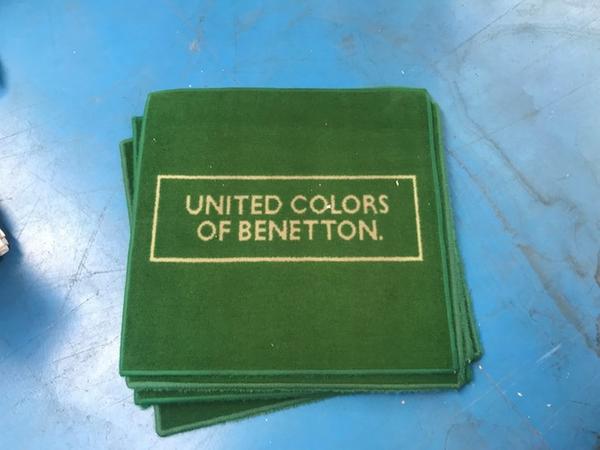 UNITED COLORS
OF BENETTON.